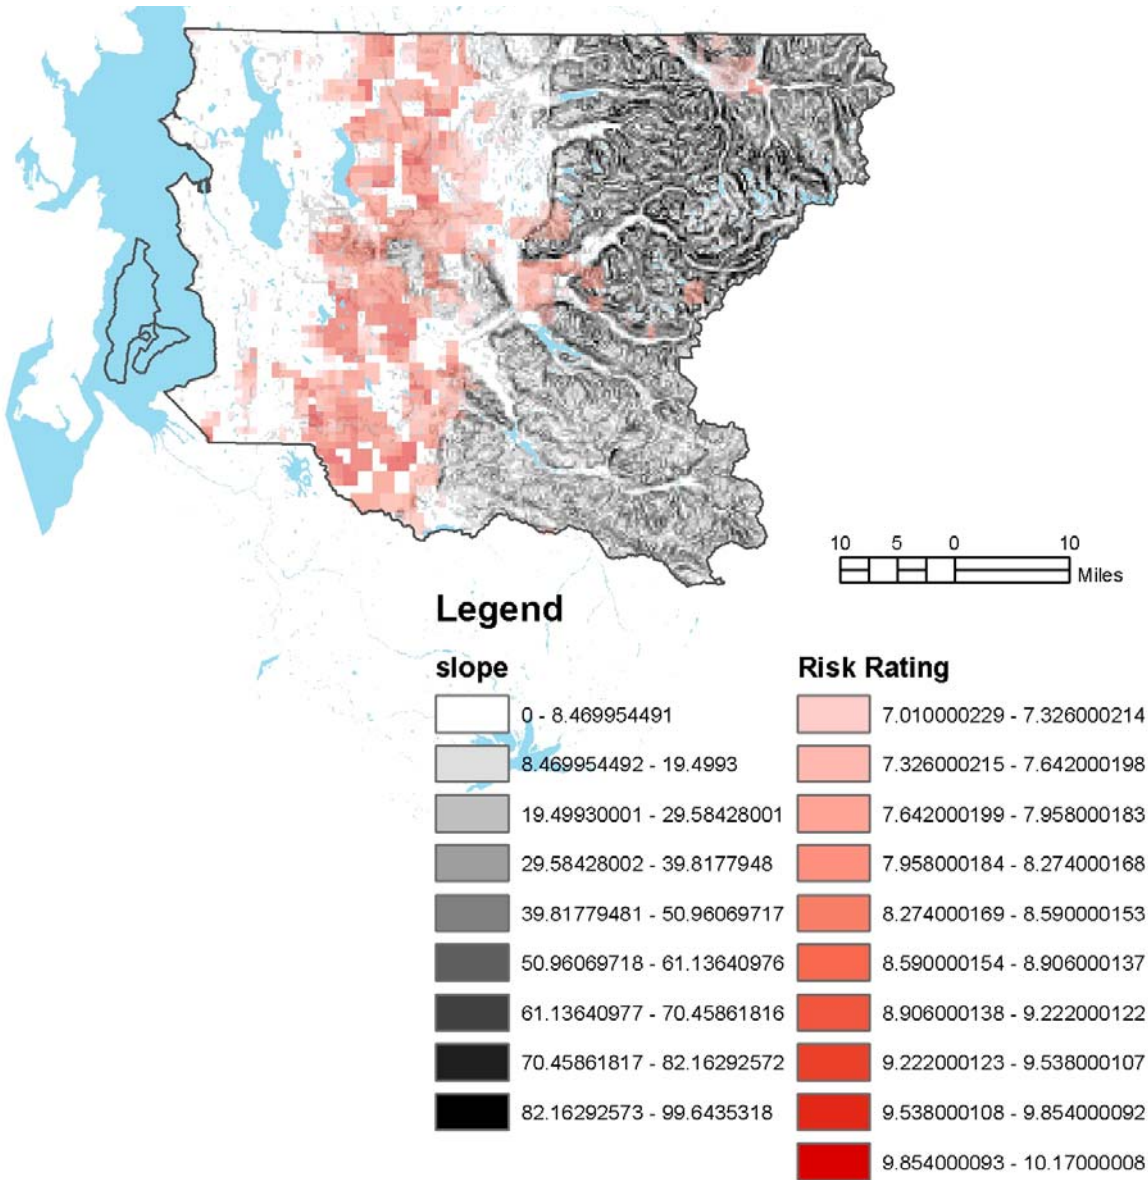 10 5 0 10
Miles
Legend
slope
0 - 8.469954491
8.469954492 - 19.4993
19.49930001 - 29.58428001
29.58428002 - 39.8177948
39.81779481 - 50.96069717
50.96069718 - 61.13640976
61.13640977 - 70.45861816
70.45861817 - 82.16292572
82.16292573 - 99.6435318
Risk Rating
7.010000229 - 7.326000214
7.326000215 - 7.642000198
7.642000199 - 7.958000183
7.958000184 - 8.274000168
8.274000169 - 8.590000153
8.590000154 - 8.906000137
8.906000138 - 9.222000122
9.222000123 - 9.538000107
9.538000108 - 9.854000092
9.854000093 - 10.17000008